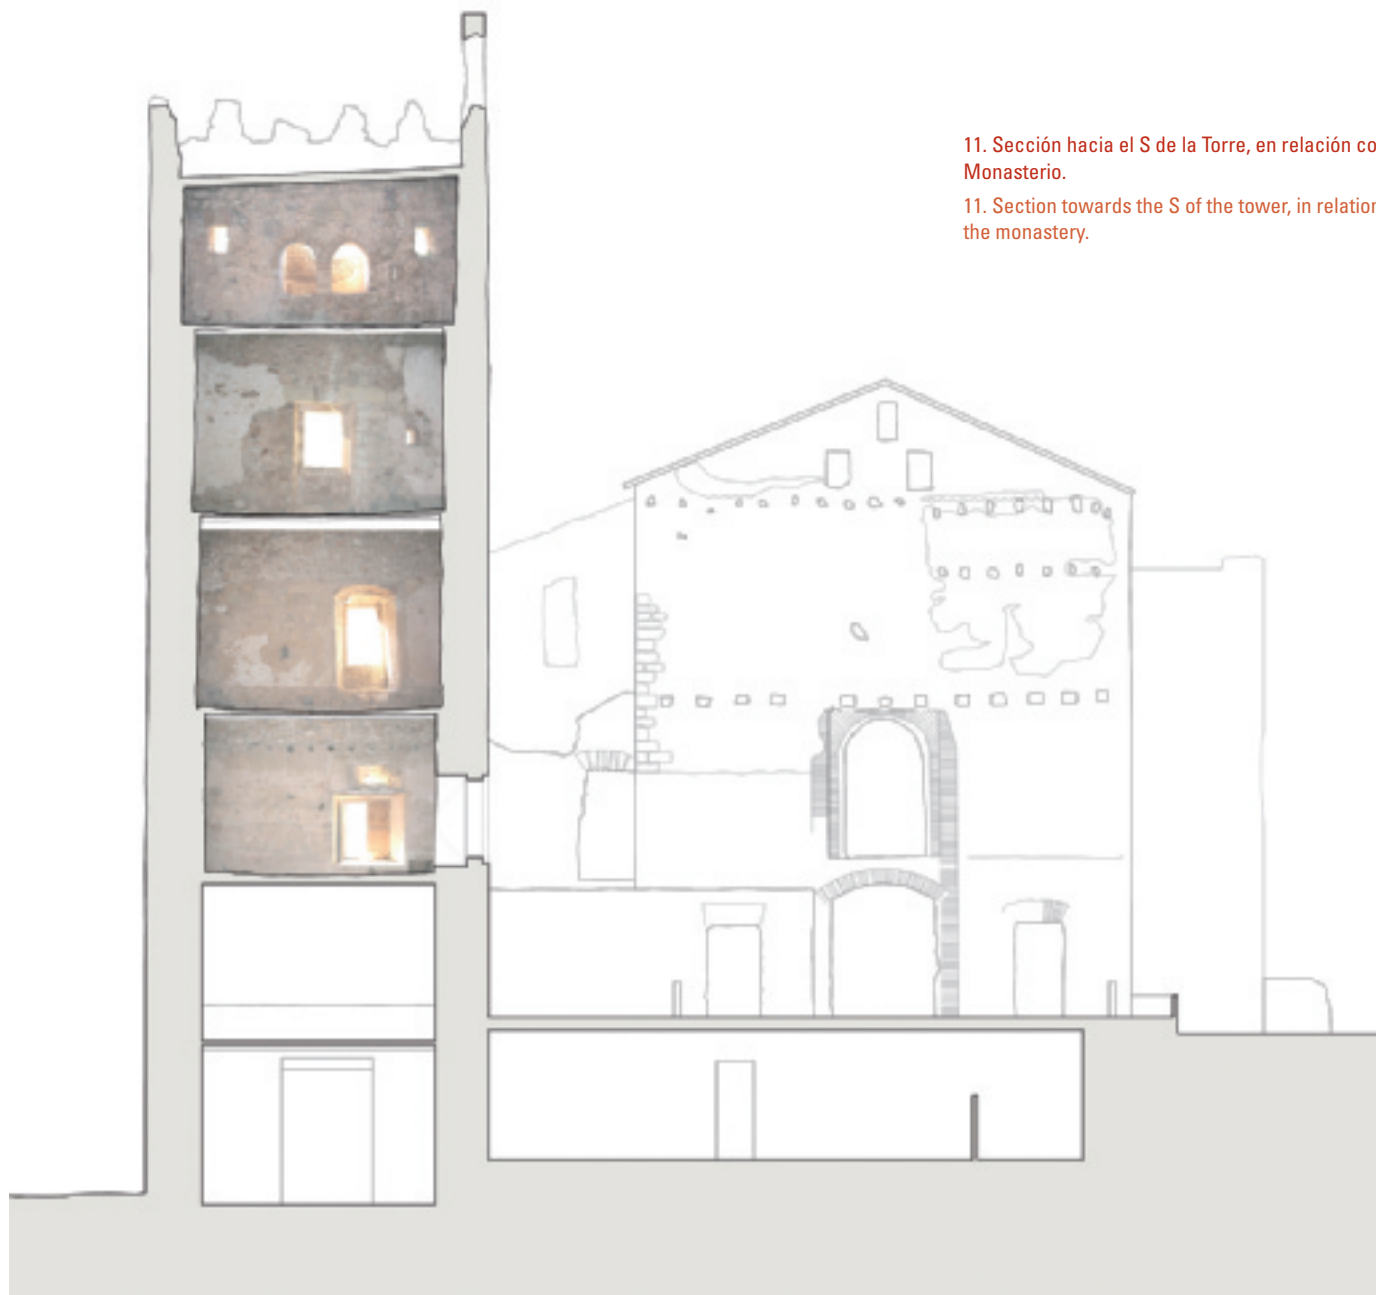 11. Sección hacia el S de la Torre, en relación co
Monasterio.
11. Section towards the S of the tower, in relation
the monastery.